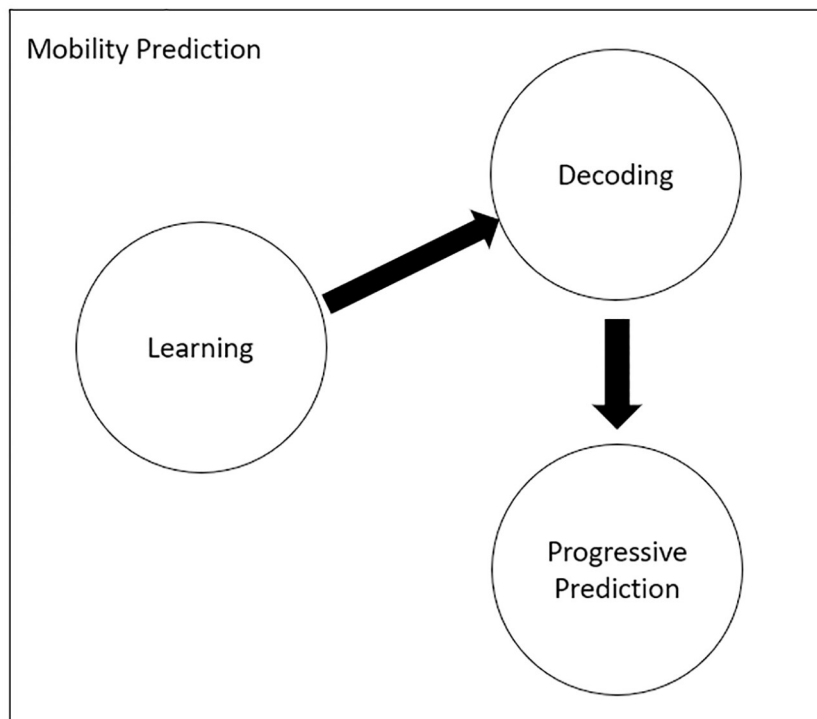 Mobility Prediction
Decoding
Learning
Progressive
Prediction